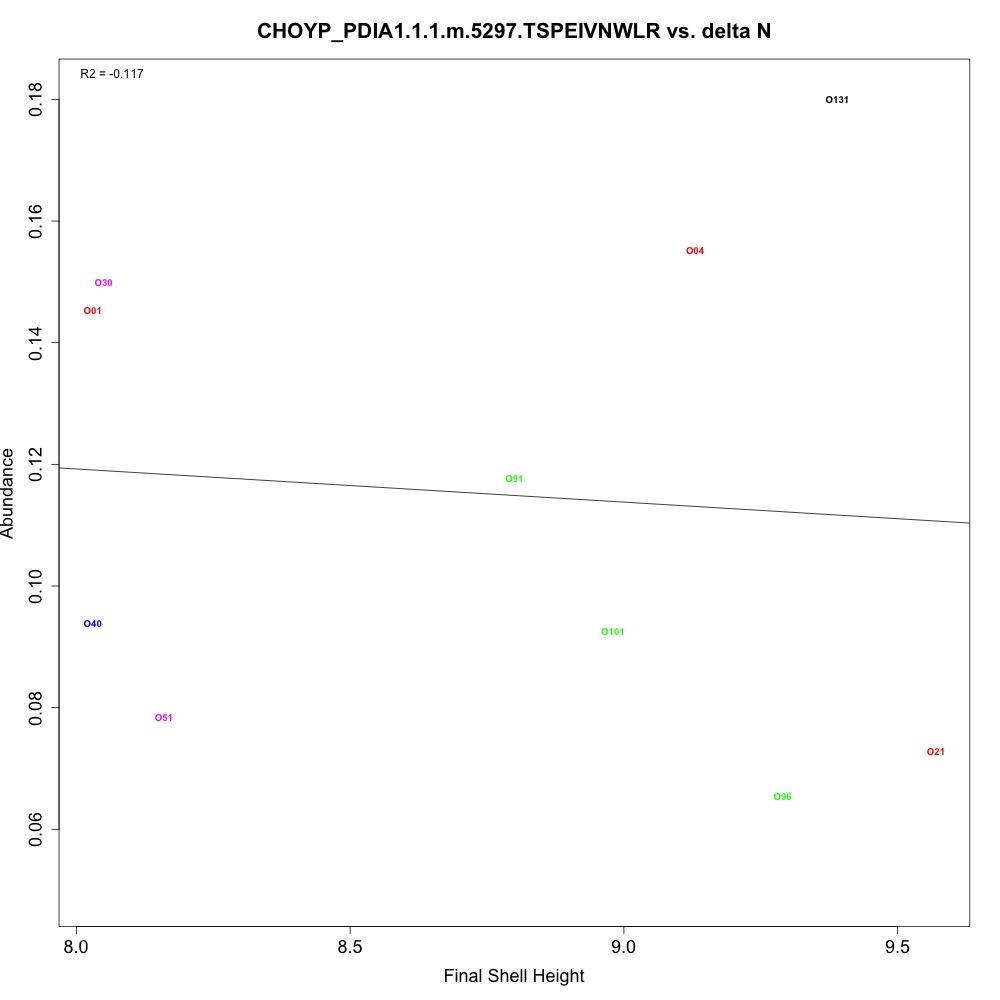 CHOYP_PDIA1.1.1.m.5297.TSPEIVNWLR vs. delta N
R2 = -0.117
0.18
O131
0.16
O04
O30
O01
0.14
0.12
O91
Abundance
0.10
O40
O101
0.08
O51
O21
O96
0.06
8.0 8.5 9.0 9.5
Final Shell Height